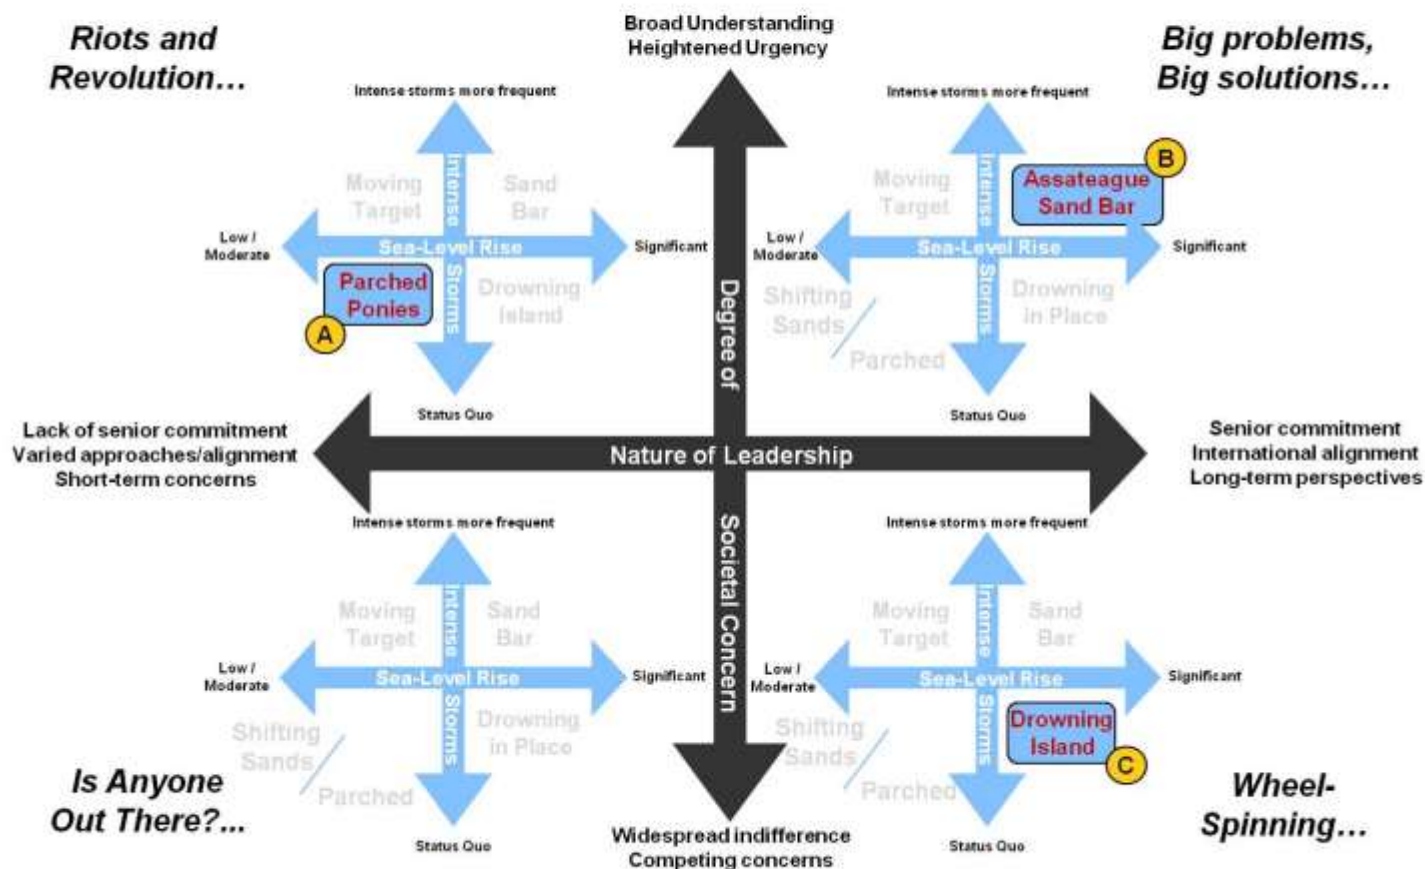 Riots and
Revolution…
Broad Understanding
Heightened Urgency
Big problems,
Big solutions…
Intense storms more frequent
Moving
Target
Sand
Bar
Intense
Storms
Low /
Moderate
Sea-Level Rise
Significant
Parched
Ponies
A
Drowning
Island
Status Quo
Intense storms more frequent
Moving
Target
B
Assateague
Sand Bar
Intense
Storms
Low /
Moderate
Sea-Level Rise
Significant
Shifting
Sands
Parched
Drowning
in Place
Status Quo
Degree of
Societal Concern
Lack of senior commitment
Varied approaches/alignment
Short-term concerns
Nature of Leadership
Senior commitment
International alignment
Long-term perspectives
Intense storms more frequent
Moving
Target
Sand
Bar
Intense
Storms
Low /
Moderate
Sea-Level Rise
Significant
Shifting
Sands
Parched
Drowning
in Place
Status Quo
Intense storms more frequent
Moving
Target
Sand
Bar
Intense
Storms
Low /
Moderate
Sea-Level Rise
Significant
Shifting
Sands
Parched
Drowning
Island
C
Status Quo
Is Anyone
Out There?...
Widespread indifference
Competing concerns
Wheel-
Spinning…